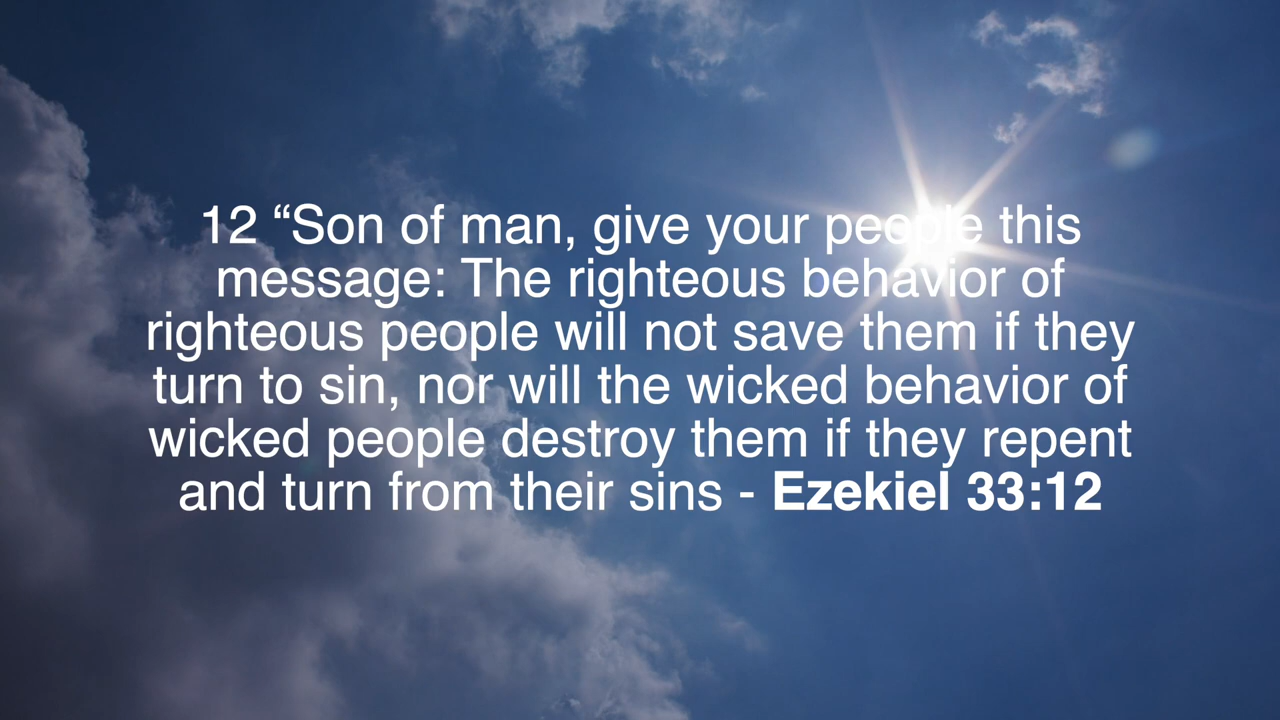 12 “Son of man, give your people this
message: The righteous behavior of
righteous people will not save them if they
turn to sin, nor will the wicked behavior of
wicked people destroy them if they repent
and turn from their sins - Ezekiel 33:12